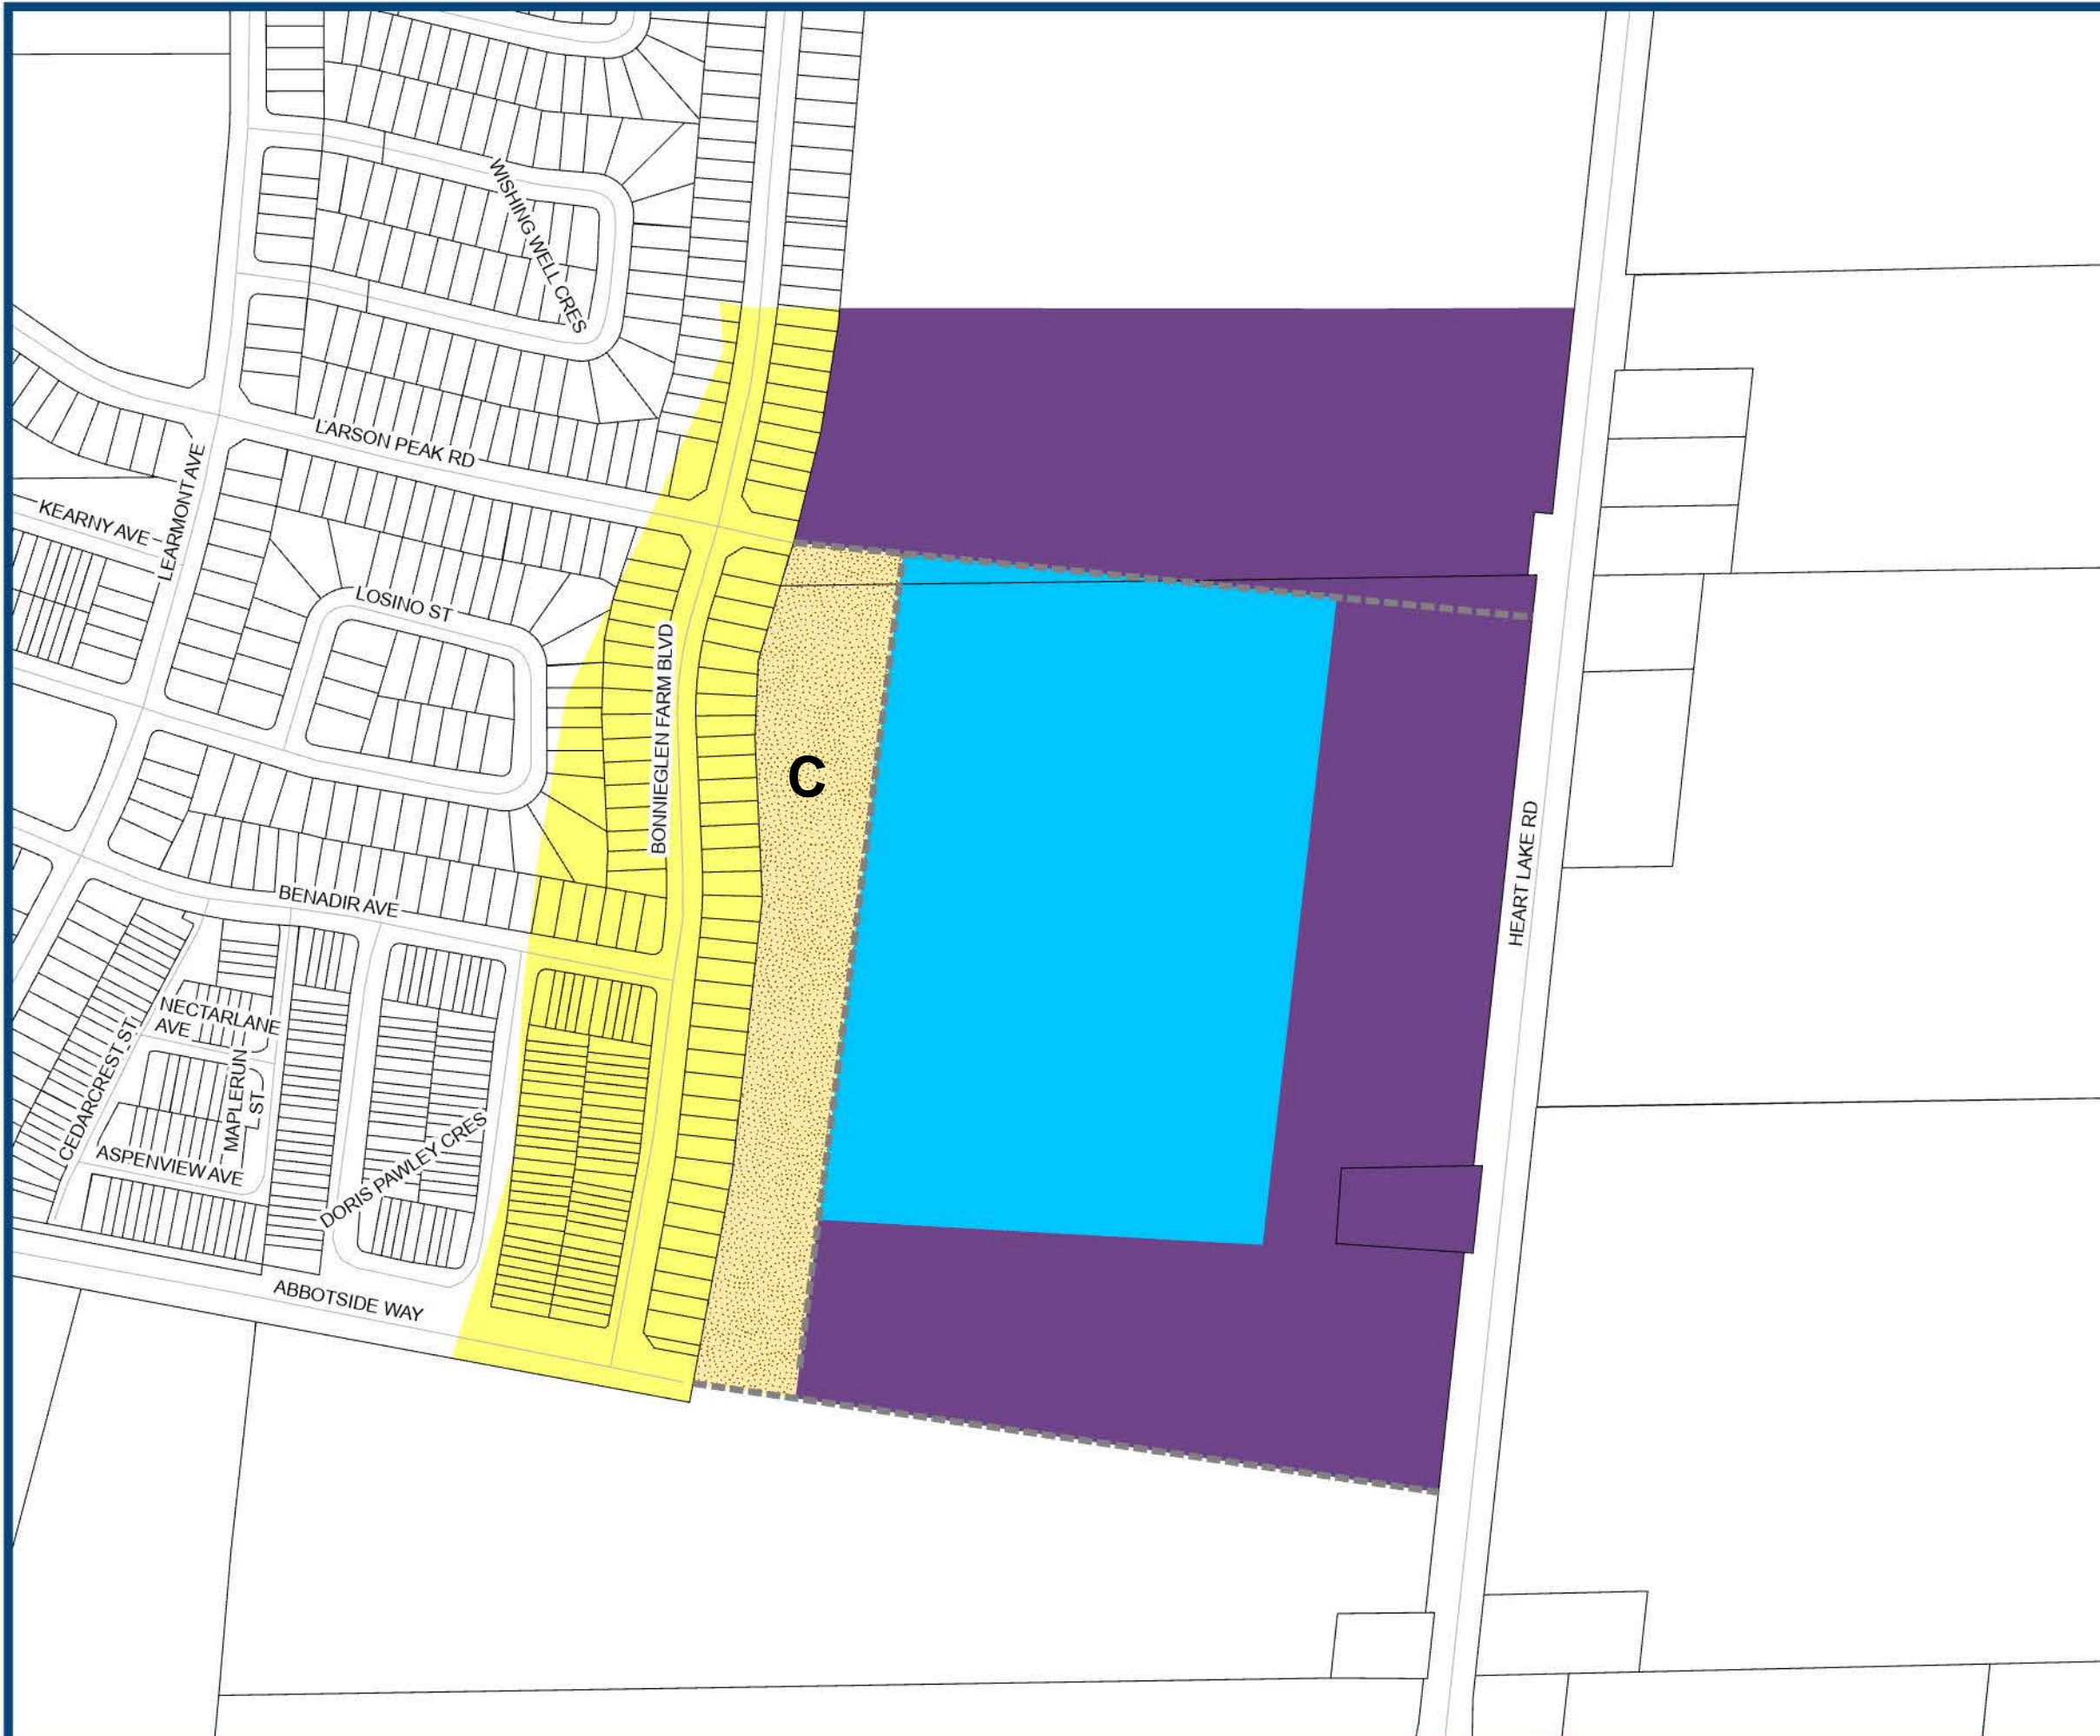 WISHING WELL CRES
LARSON PEAK RD
LEARMONT AVE
KEARNY AVE
LOSINO ST
BONNIEGLEN FARM BLVD
C
HEART LAKE RD
BENADIR AVE
NECTARLANE
AVE
MAPLERUN
ST
CEDARCREST ST
ASPENVIEW AVE
DORIS PAWLEY CRES
ABBOTSIDE WAY